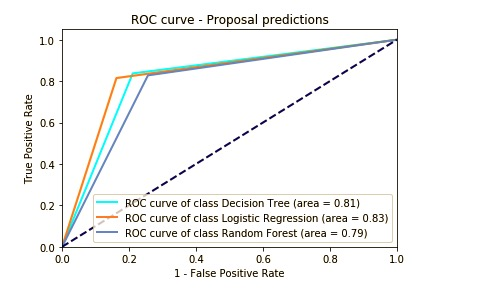 ROC curve - Proposal predictions
True Positive Rate
1.0
0.8
0.6
0.4
0.2
0.0
ROC curve of class Decision Tree (area = 0.81)
ROC curve of class Logistic Regression (area = 0.83)
ROC curve of class Random Forest (area = 0.79)
0.0 0.2 0.4 0.6 0.8 1.0
1 - False Positive Rate